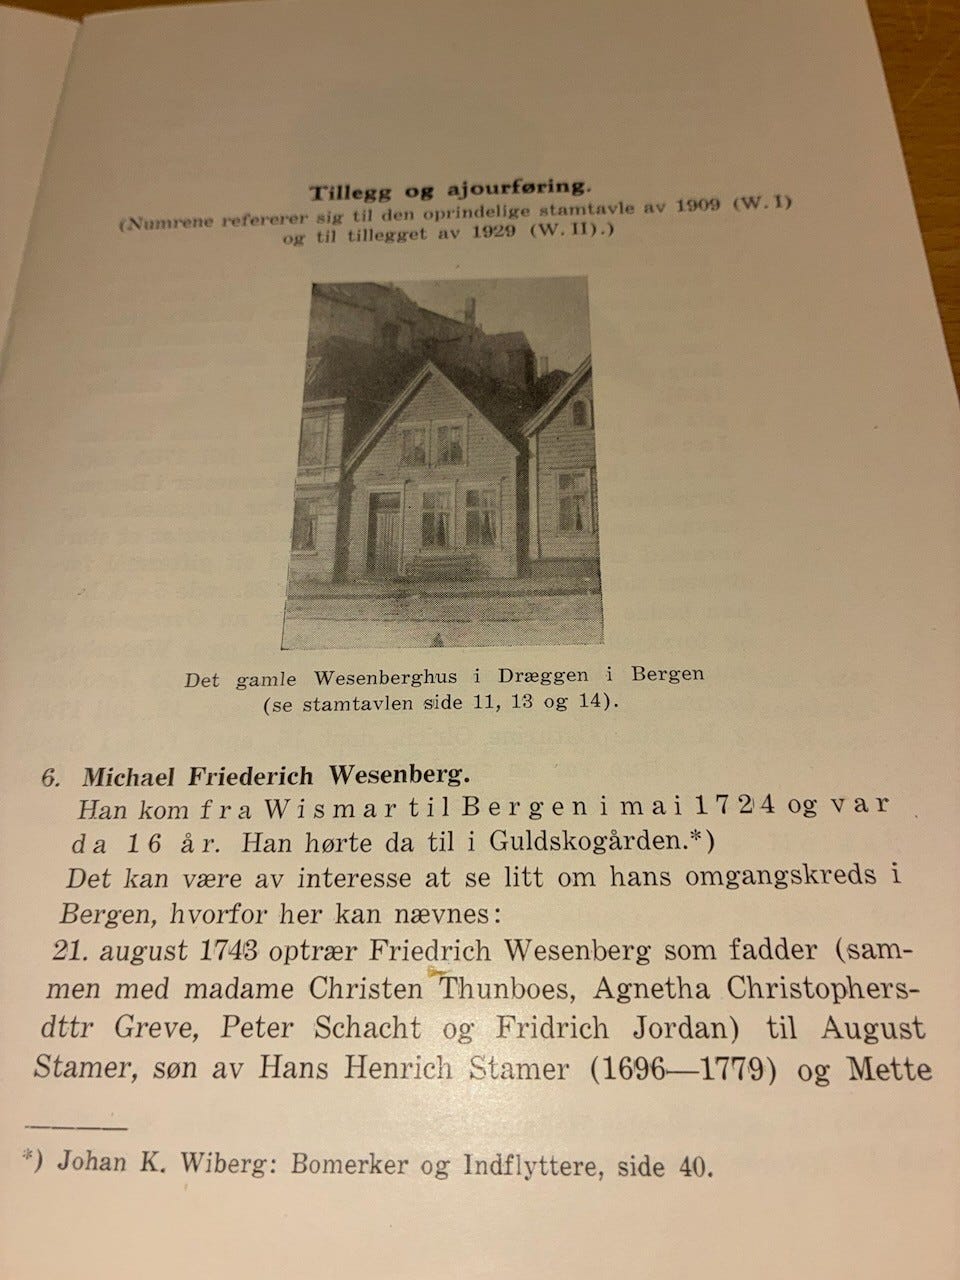 Tillegg og ajourføring.
(Numrene refererer sig til den oprindelige stamtavle av 1909 (W. I)
og til tillegget av 1929 (W. II).)
Det gamle Wesenberghus i Dræggen i Bergen
(se stamtavlen side 11, 13 og 14).
6. Michael Friederich Wesenberg.
Han kom fra Wismar til Bergen i mai 1724 og var
da 16 år. Han hørte da til i Guldskogården.*)
Det kan være av interesse at se litt om hans omgangskreds i
Bergen, hvorfor her kan nævnes:
21. august 1743 optrær Friedrich Wesenberg som fadder (sam-
men med madame Christen Thunboes, Agnetha Christophers-
dttr Greve, Peter Schacht og Fridrich Jordan) til August
Stamer, søn av Hans Henrich Stamer (1696—1779) og Mette
*) Johan K. Wiberg: Bomerker og Indflyttere, side 40.